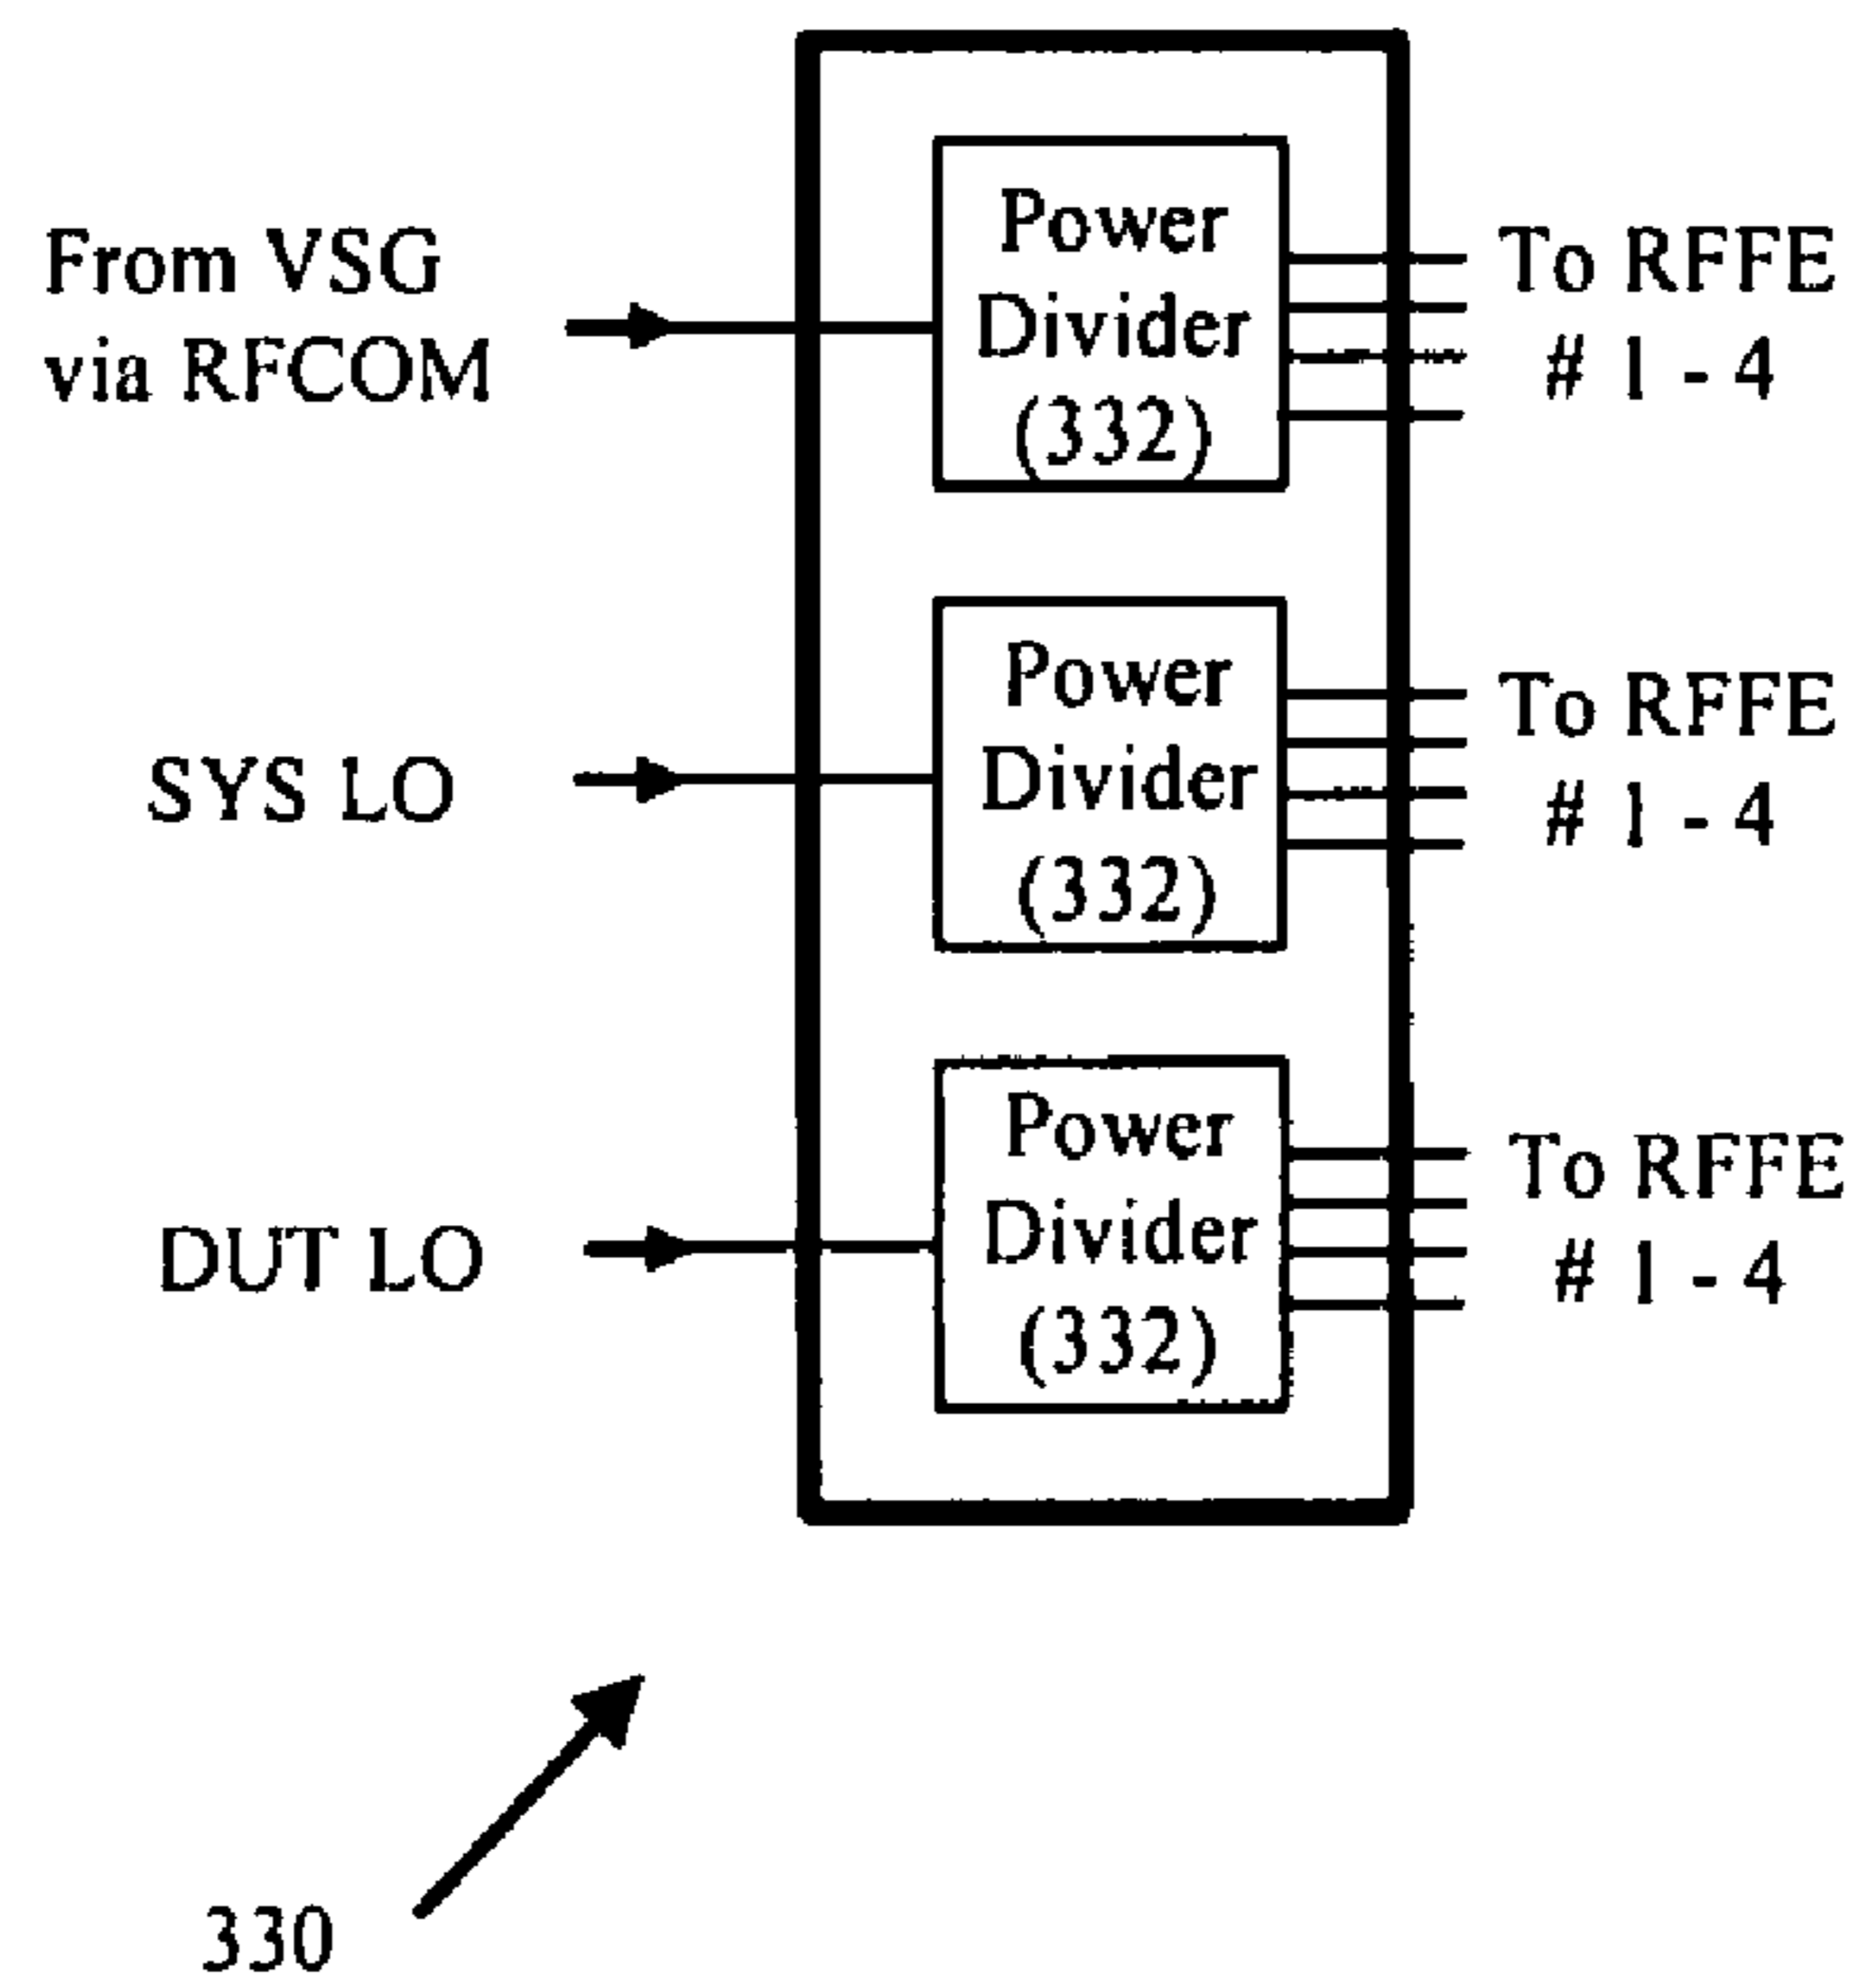 From VSG
via RFCOM
Power
Divider
(332)
To RFFE
# 1 - 4
SYS LO
Power
Divider
(332)
To RFFE
# 1 - 4
DUT LO
Power
Divider
(332)
To RFFE
# 1 - 4
330